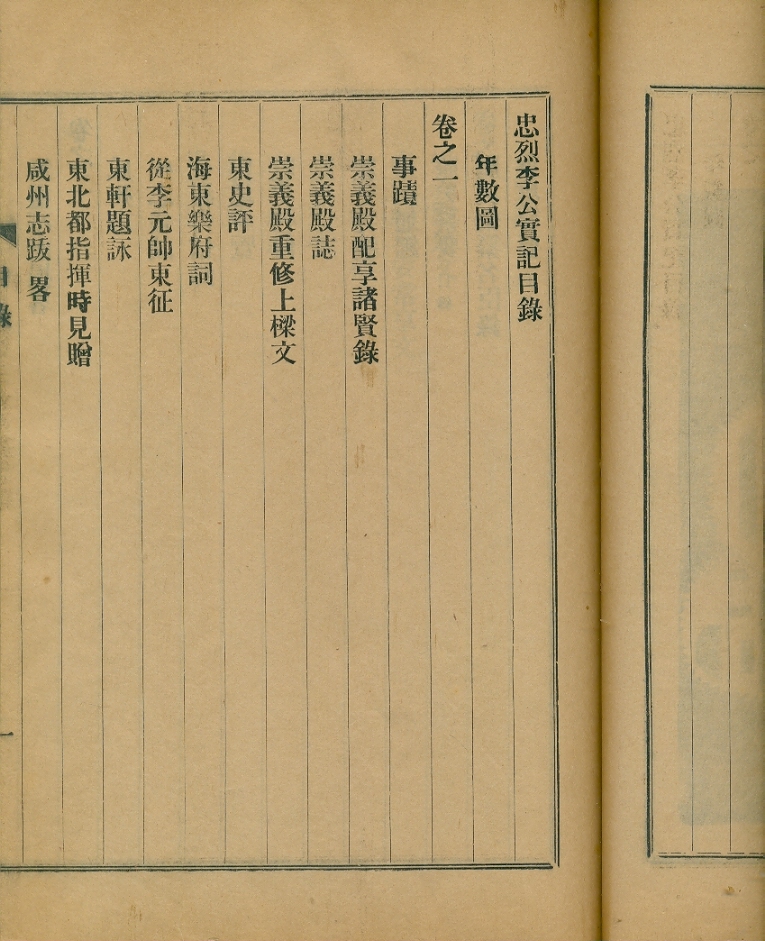 忠烈李公實記目錄
年數圖
卷之一
事蹟
崇義殿配享諸賢錄
崇義殿誌
崇義殿重修上樑文
東史評
海東樂府詞
從李元帥東征
東軒題詠
東北都指揮時見贈
咸州志跋畧
目錄
一